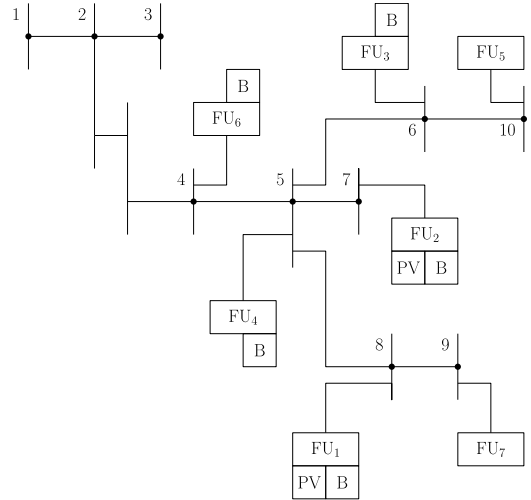 1 2 3
B
FU₃ FU₅
B
FU₆
6 10
4 5 7
FU₂
PV B
FU₄
B
8 9
FU₁ FU₇
PV B